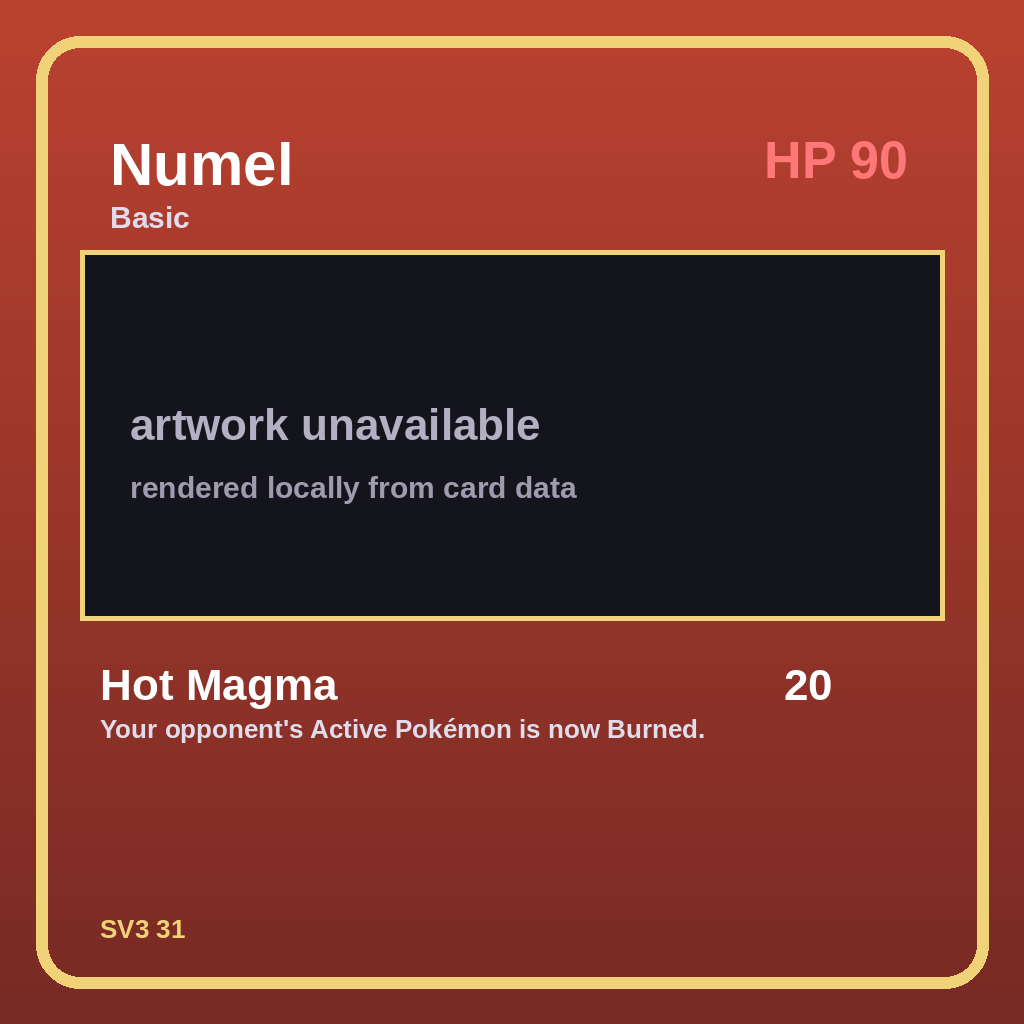 Numel
HP 90
Basic
artwork unavailable
rendered locally from card data
Hot Magma
20
Your opponent's Active Pokémon is now Burned.
SV3 31